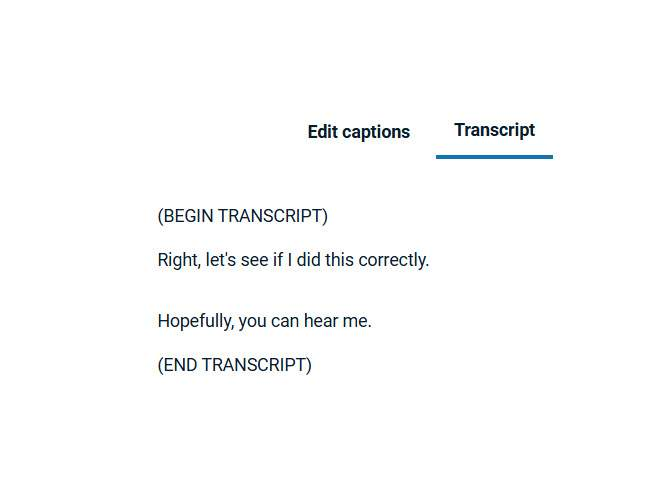 Edit captions Transcript
(BEGIN TRANSCRIPT)
Right, let's see if I did this correctly.
Hopefully, you can hear me.
(END TRANSCRIPT)